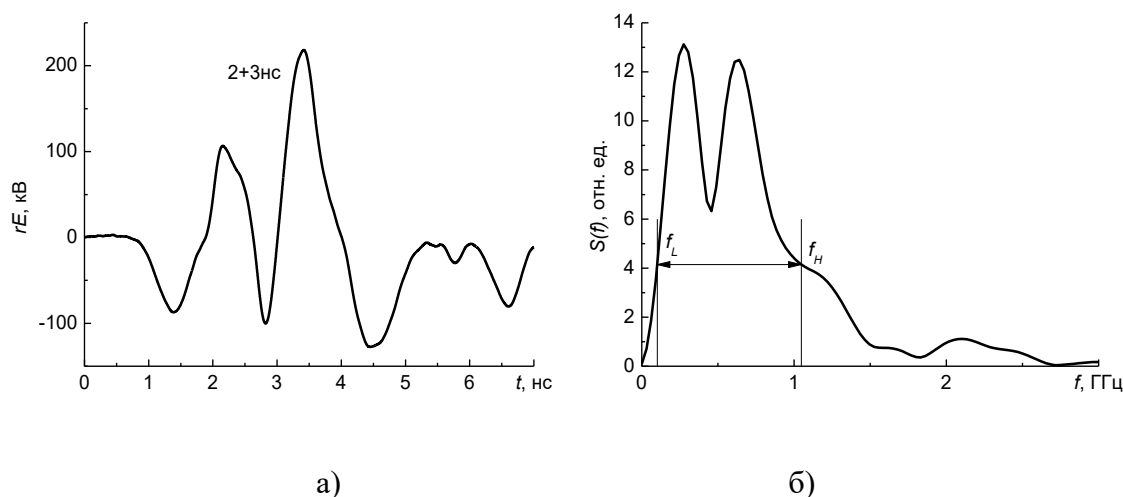 200
100
0
-100
rE, кВ
2+3нс
0 1 2 3 4 5 6
t, нс
14
12
10
8
6
4
2
0
S(f), отн. ед.
f_L
f_H
0 1 2
f, ГГц
а) б)